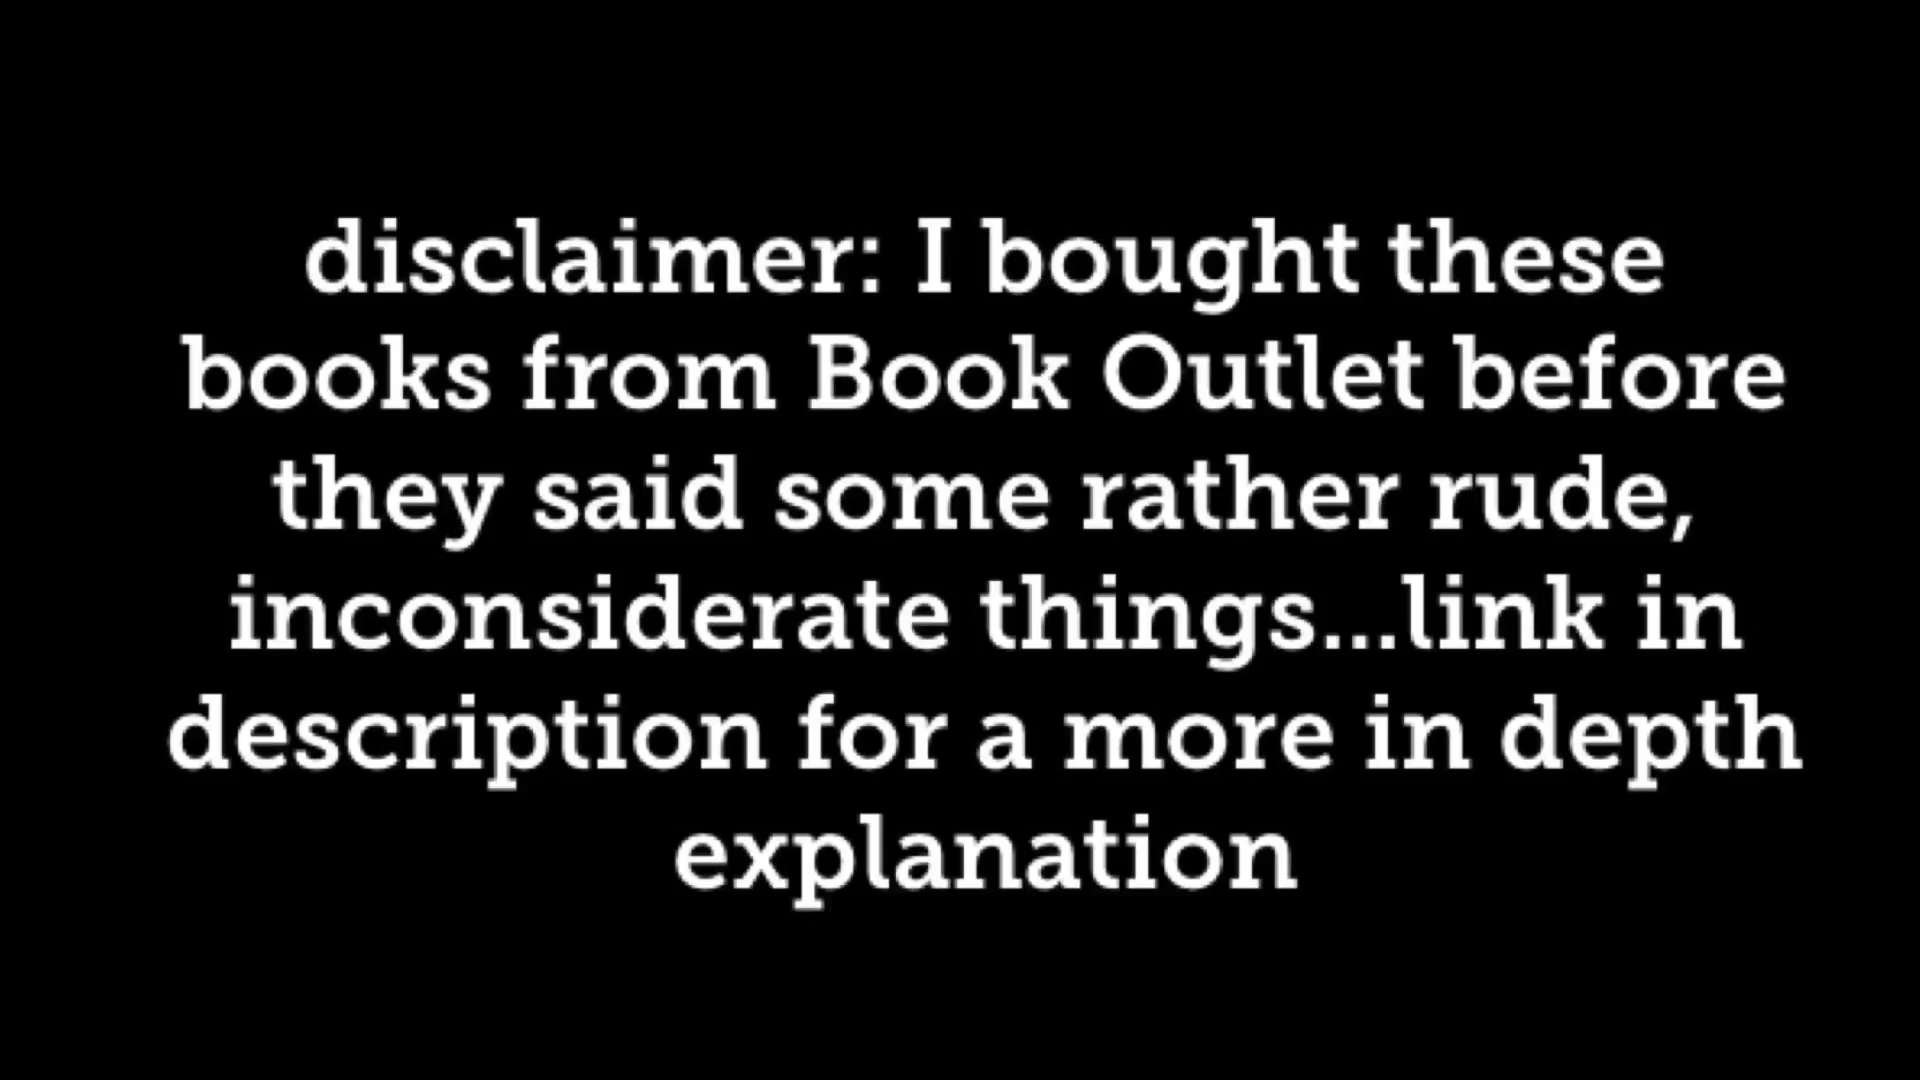 disclaimer: I bought these
books from Book Outlet before
they said some rather rude,
inconsiderate things...link in
description for a more in depth
explanation